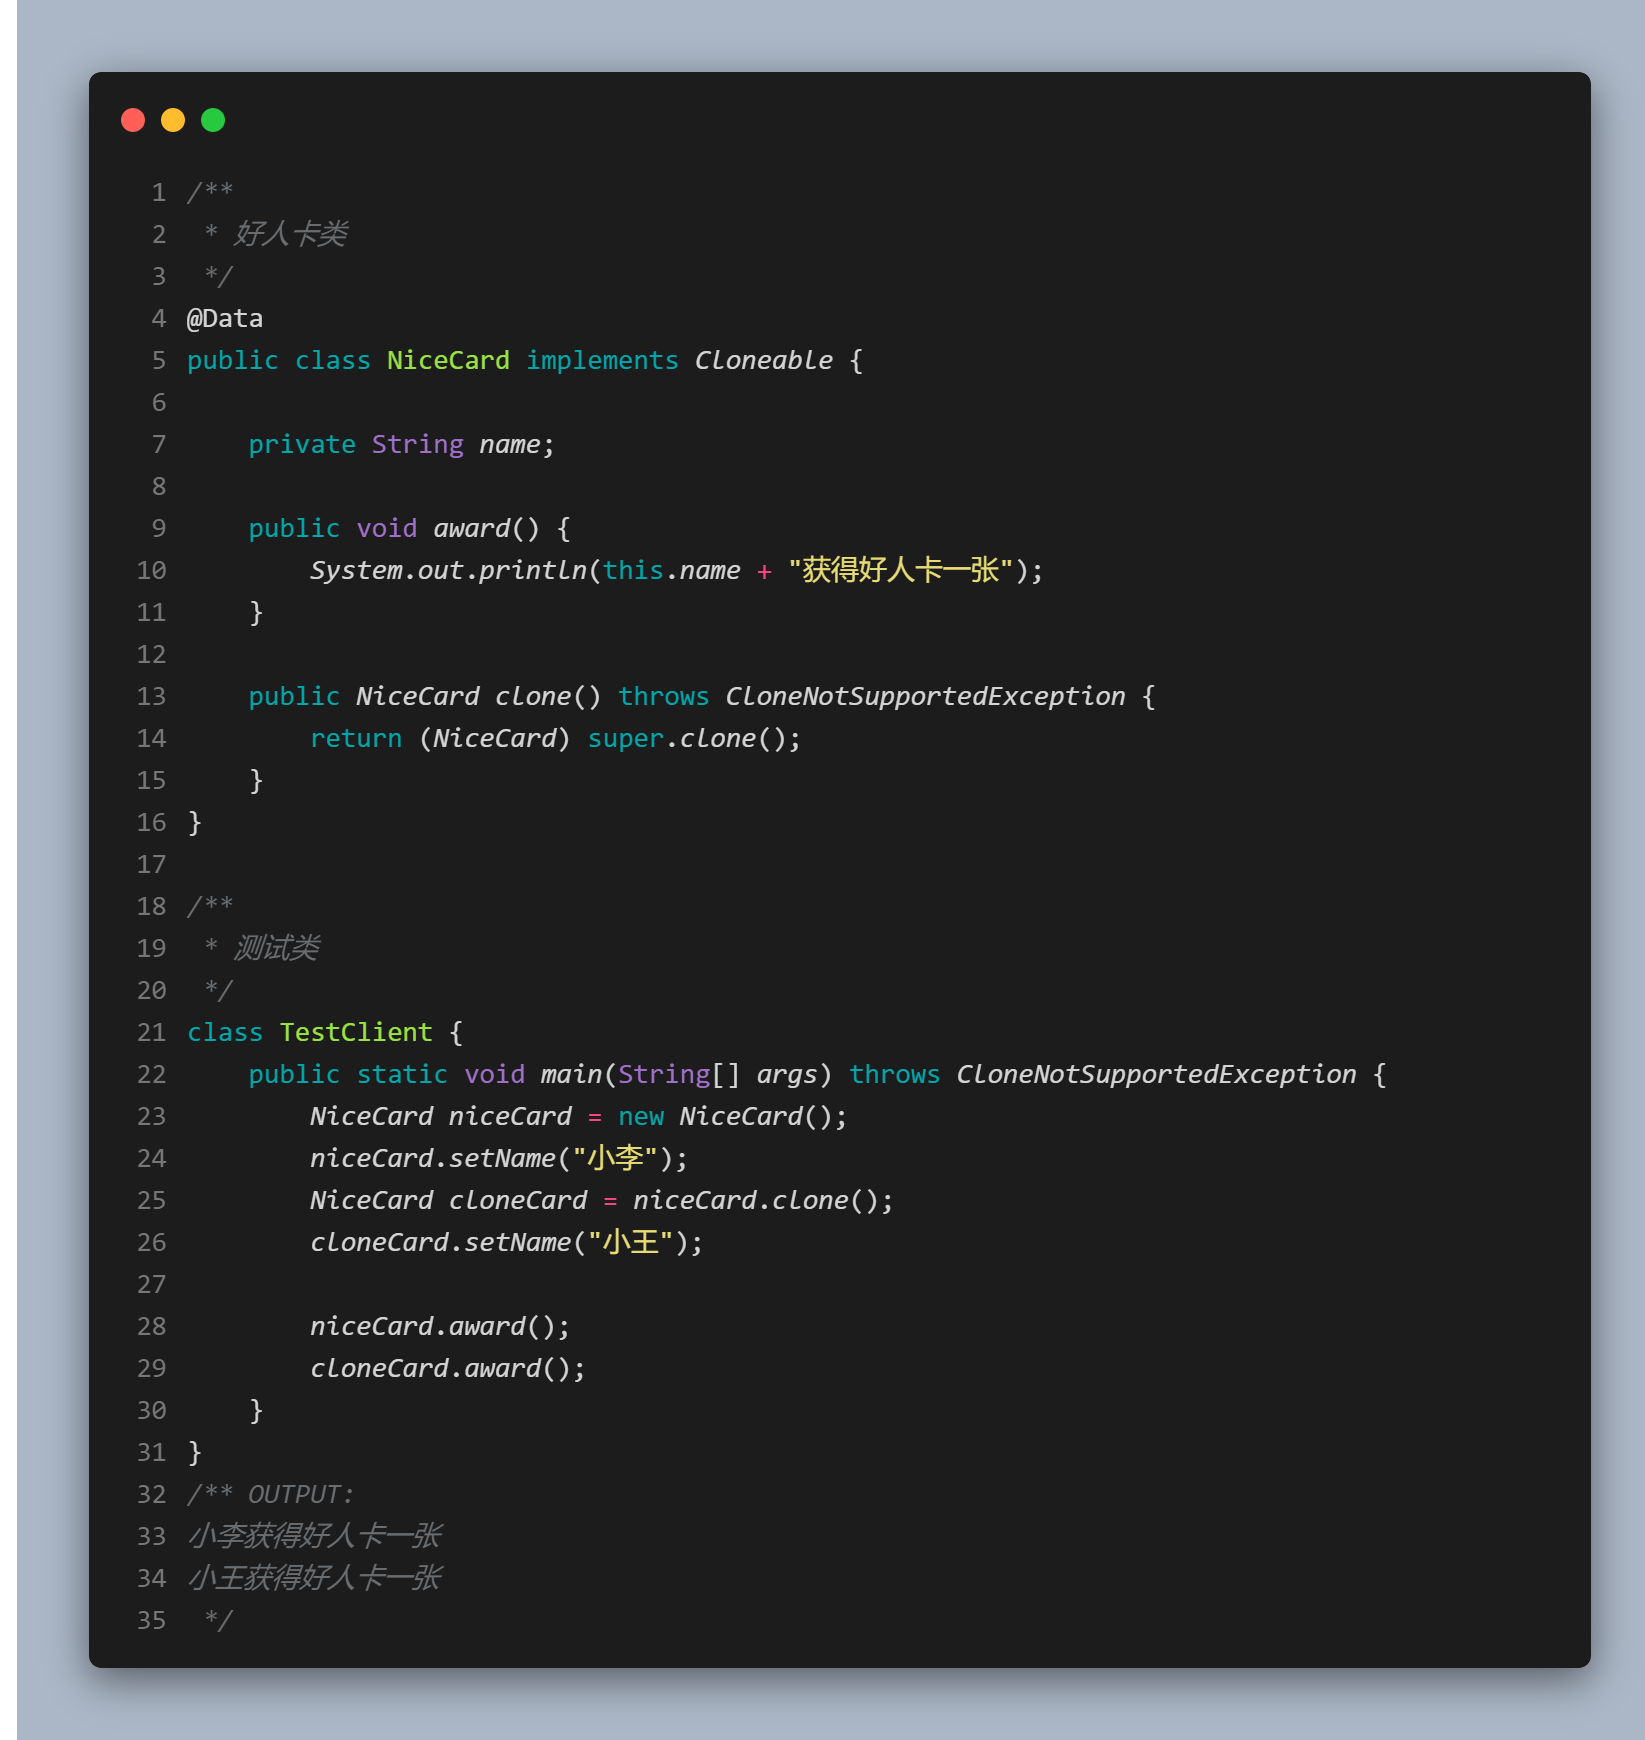 1 /**
2  * 好人卡类
3  */
4 @Data
5 public class NiceCard implements Cloneable {
6
7     private String name;
8
9     public void award() {
10         System.out.println(this.name + "获得好人卡一张");
11     }
12
13     public NiceCard clone() throws CloneNotSupportedException {
14         return (NiceCard) super.clone();
15     }
16 }
17
18 /**
19  * 测试类
20  */
21 class TestClient {
22     public static void main(String[] args) throws CloneNotSupportedException {
23         NiceCard niceCard = new NiceCard();
24         niceCard.setName("小李");
25         NiceCard cloneCard = niceCard.clone();
26         cloneCard.setName("小王");
27
28         niceCard.award();
29         cloneCard.award();
30     }
31 }
32 /** OUTPUT:
33 小李获得好人卡一张
34 小王获得好人卡一张
35  */